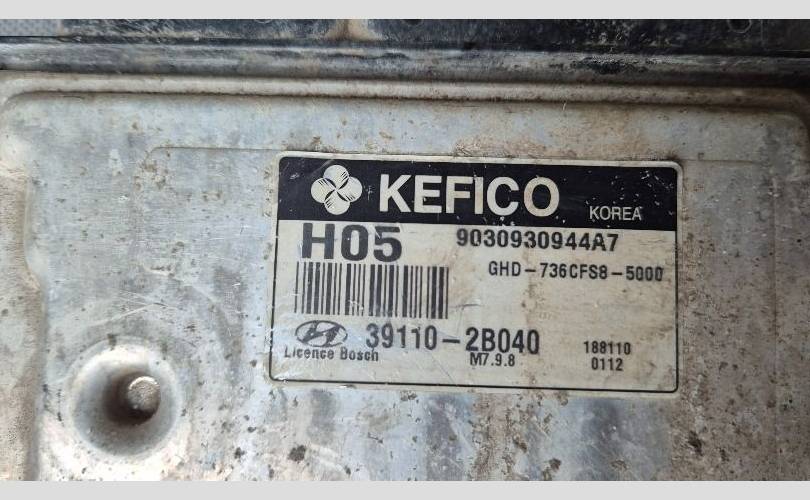 KEFICO KOREA
H05 9030930944A7
GHD-736CFS8-5000
39110-2B040
Licence Bosch M7.9.8
188110
0112